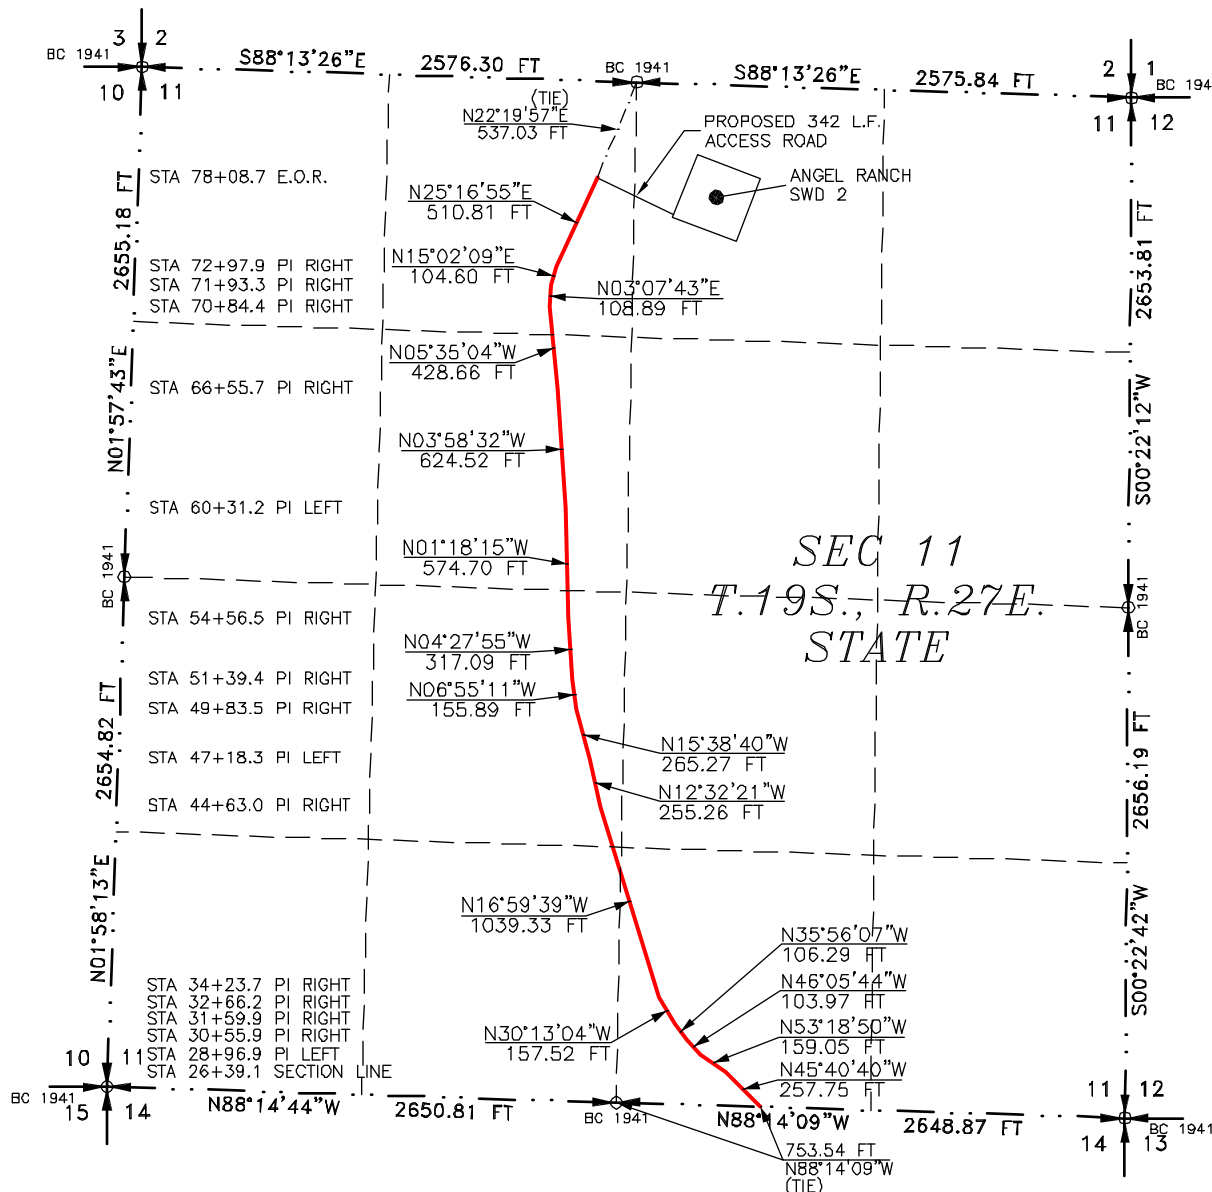 3 2
BC 1941
10 11
S88°13'26"E 2576.30 FT
BC 1941
S88°13'26"E 2575.84 FT
2 1
BC 194
11 12
(TIE)
N22°19'57"E
537.03 FT
PROPOSED 342 L.F.
ACCESS ROAD
ANGEL RANCH
SWD 2
STA 78+08.7 E.O.R.
N25°16'55"E
510.81 FT
2655.18 FT
2653.81 FT
N15°02'09"E
104.60 FT
STA 72+97.9 PI RIGHT
STA 71+93.3 PI RIGHT
STA 70+84.4 PI RIGHT
N03°07'43"E
108.89 FT
N05°35'04"W
428.66 FT
N01°57'43"E
STA 66+55.7 PI RIGHT
S00°22'12"W
N03°58'32"W
624.52 FT
STA 60+31.2 PI LEFT
N01°18'15"W
574.70 FT
SEC 11
T.19S., R.27E.
STATE
BC 1941
BC 1941
STA 54+56.5 PI RIGHT
N04°27'55"W
317.09 FT
STA 51+39.4 PI RIGHT
N06°55'11"W
155.89 FT
STA 49+83.5 PI RIGHT
2654.82 FT
2656.19 FT
N15°38'40"W
265.27 FT
STA 47+18.3 PI LEFT
N12°32'21"W
255.26 FT
STA 44+63.0 PI RIGHT
N01°58'13"E
S00°22'42"W
N16°59'39"W
1039.33 FT
N35°56'07"W
106.29 FT
N46°05'44"W
103.97 FT
STA 34+23.7 PI RIGHT
STA 32+66.2 PI RIGHT
STA 31+59.9 PI RIGHT
STA 30+55.9 PI RIGHT
STA 28+96.9 PI LEFT
STA 26+39.1 SECTION LINE
N30°13'04"W
157.52 FT
N53°18'50"W
159.05 FT
N45°40'40"W
257.75 FT
10 11
BC 1941
15 14
N88°14'44"W 2650.81 FT
BC 1941
N88°14'09"W 2648.87 FT
11 12
BC 1941
14 13
753.54 FT
N88°14'09"W
(TIE)